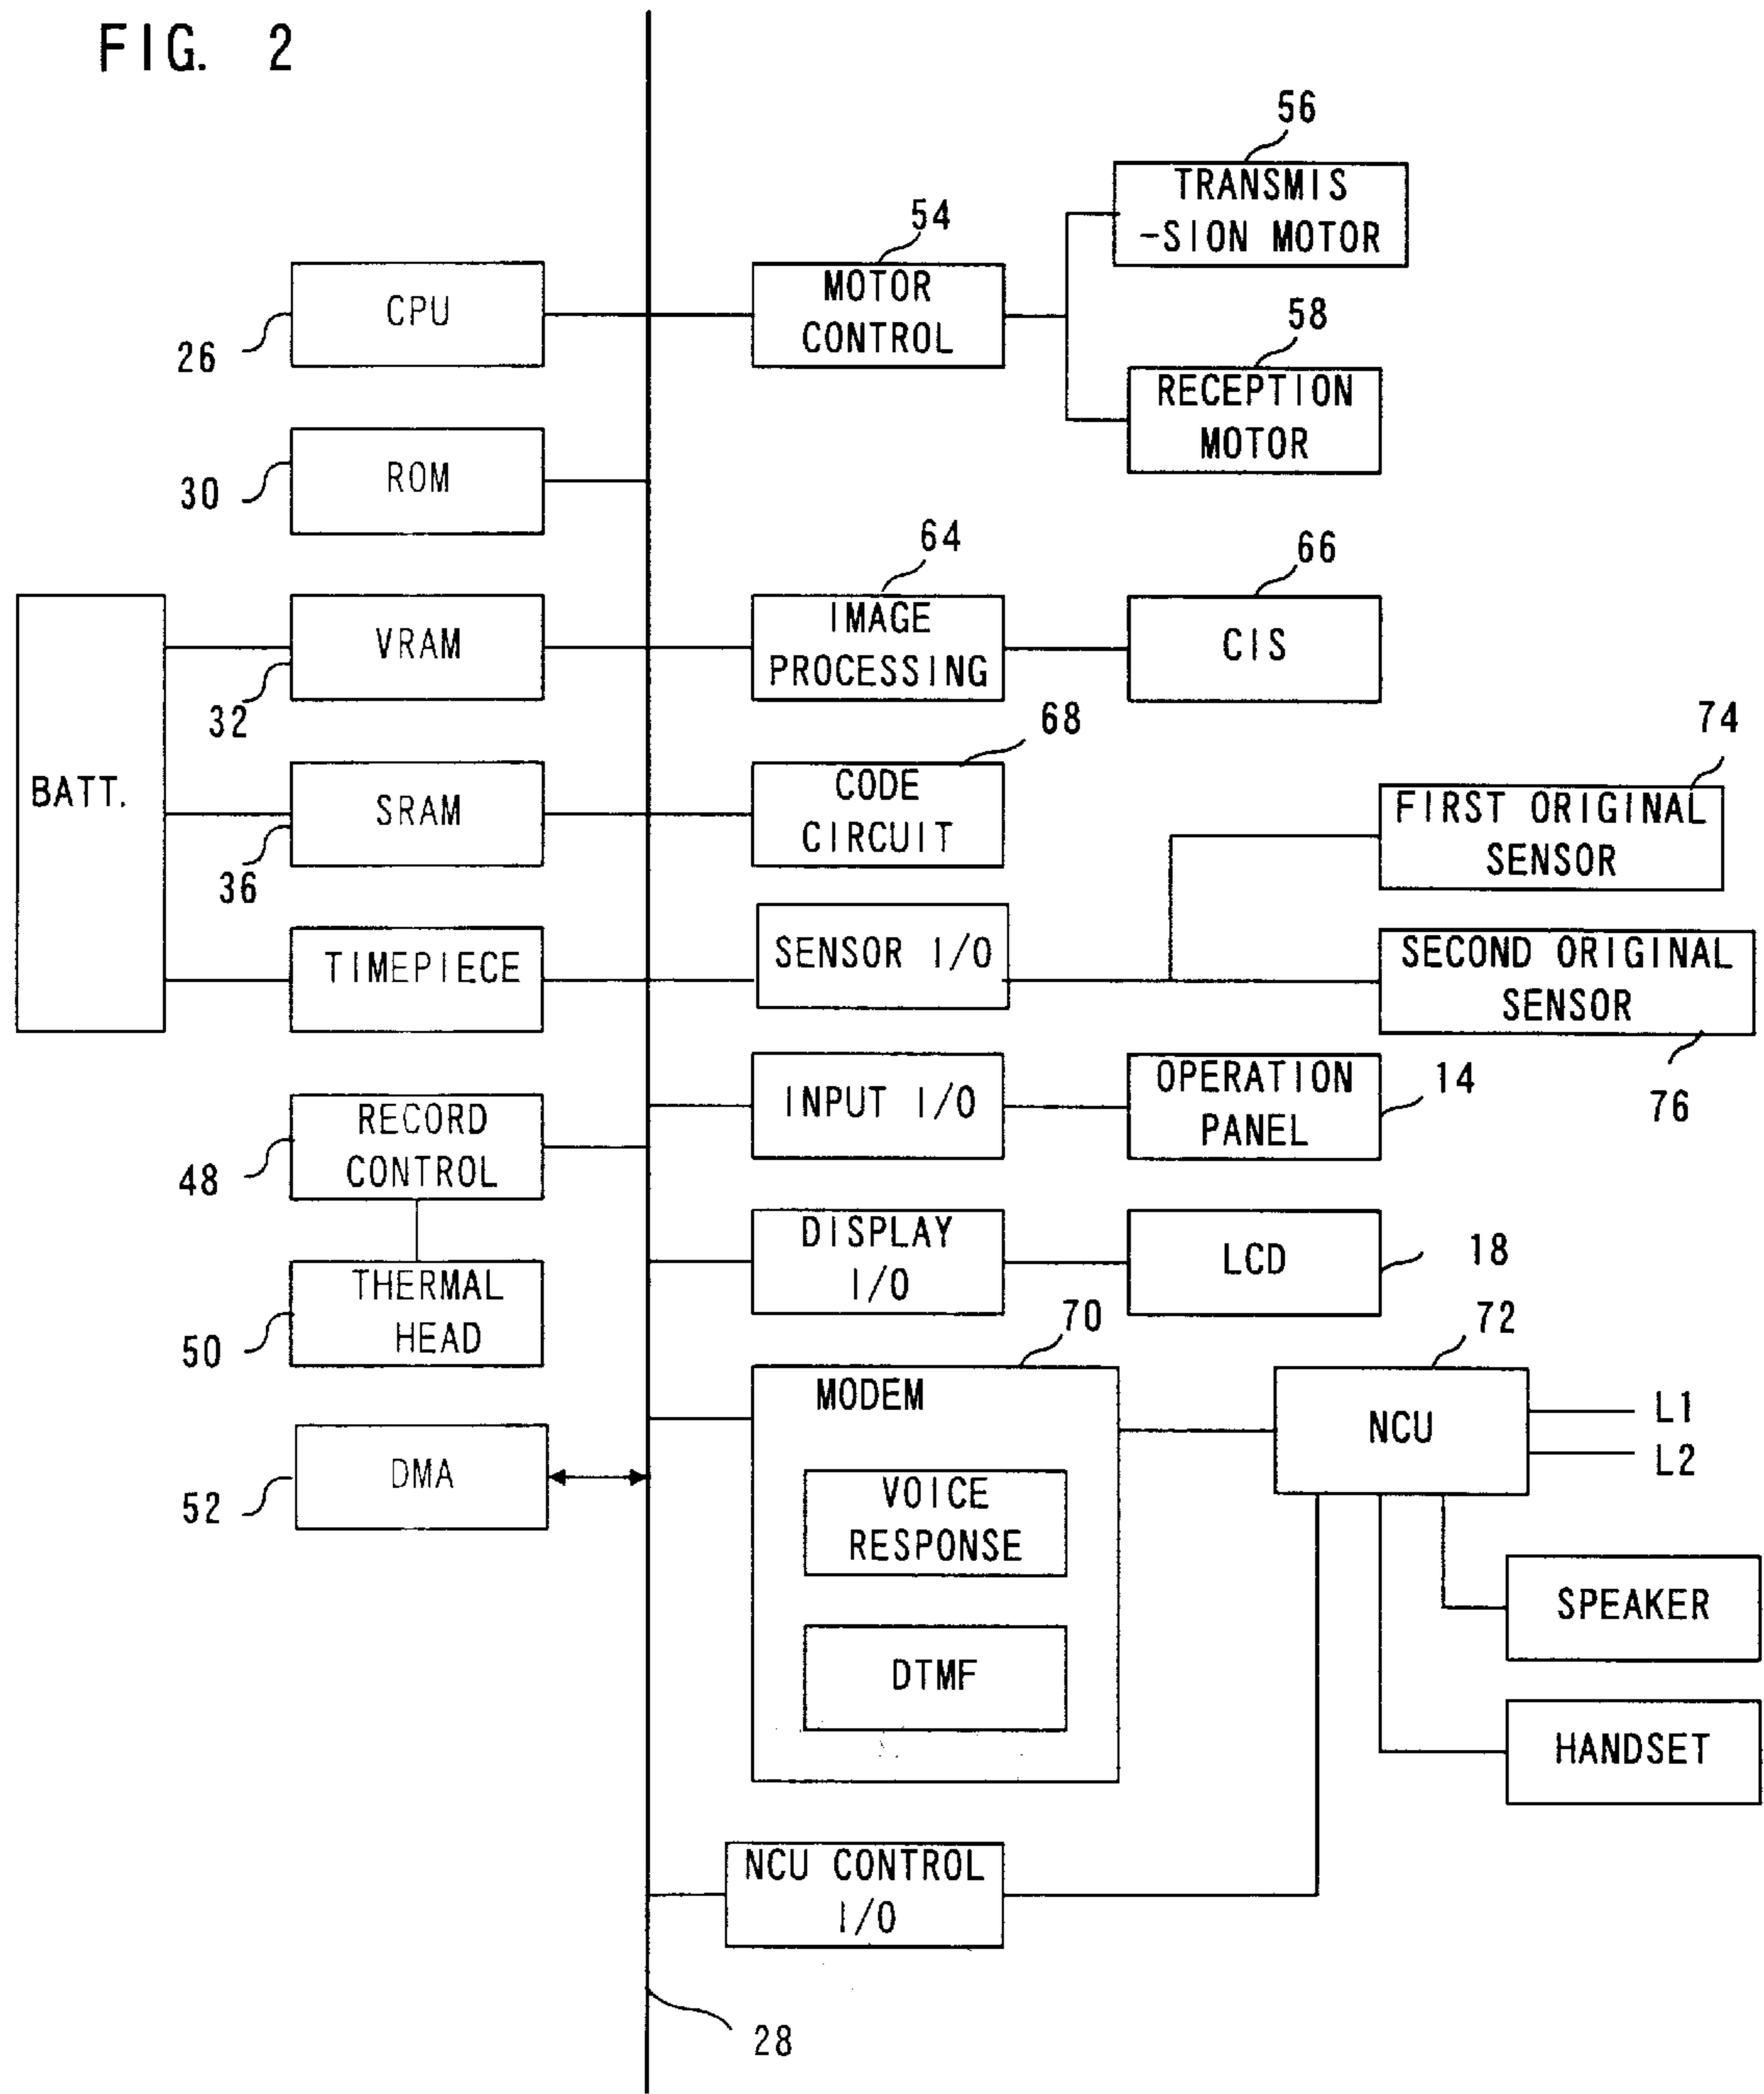 FIG. 2
56
TRANSMIS
-SION MOTOR
54
MOTOR
CONTROL
CPU
26
58
RECEPTION
MOTOR
ROM
30
64
IMAGE
PROCESSING
66
CIS
VRAM
32
BATT.
68
CODE
CIRCUIT
SRAM
36
74
FIRST ORIGINAL
SENSOR
TIMEPIECE
SENSOR I/O
SECOND ORIGINAL
SENSOR
76
INPUT I/O
OPERATION
PANEL
14
RECORD
CONTROL
48
DISPLAY
I/O
LCD
18
THERMAL
HEAD
50
70
MODEM
72
NCU
L1
L2
DMA
52
VOICE
RESPONSE
SPEAKER
DTMF
HANDSET
NCU CONTROL
I/O
28